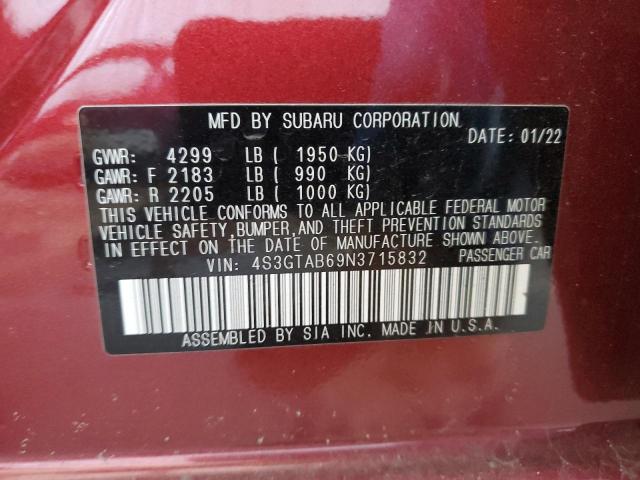 MFD BY SUBARU CORPORATION
DATE: 01/22
GVWR: 4299 LB ( 1950 KG)
GAWR: F 2183 LB ( 990 KG)
GAWR: R 2205 LB ( 1000 KG)
THIS VEHICLE CONFORMS TO ALL APPLICABLE FEDERAL MOTOR
VEHICLE SAFETY,BUMPER,AND THEFT PREVENTION STANDARDS
IN EFFECT ON THE DATE OF MANUFACTURE SHOWN ABOVE.
VIN: 4S3GTAB69N3715832 PASSENGER CAR
ASSEMBLED BY SIA INC. MADE IN U.S.A.